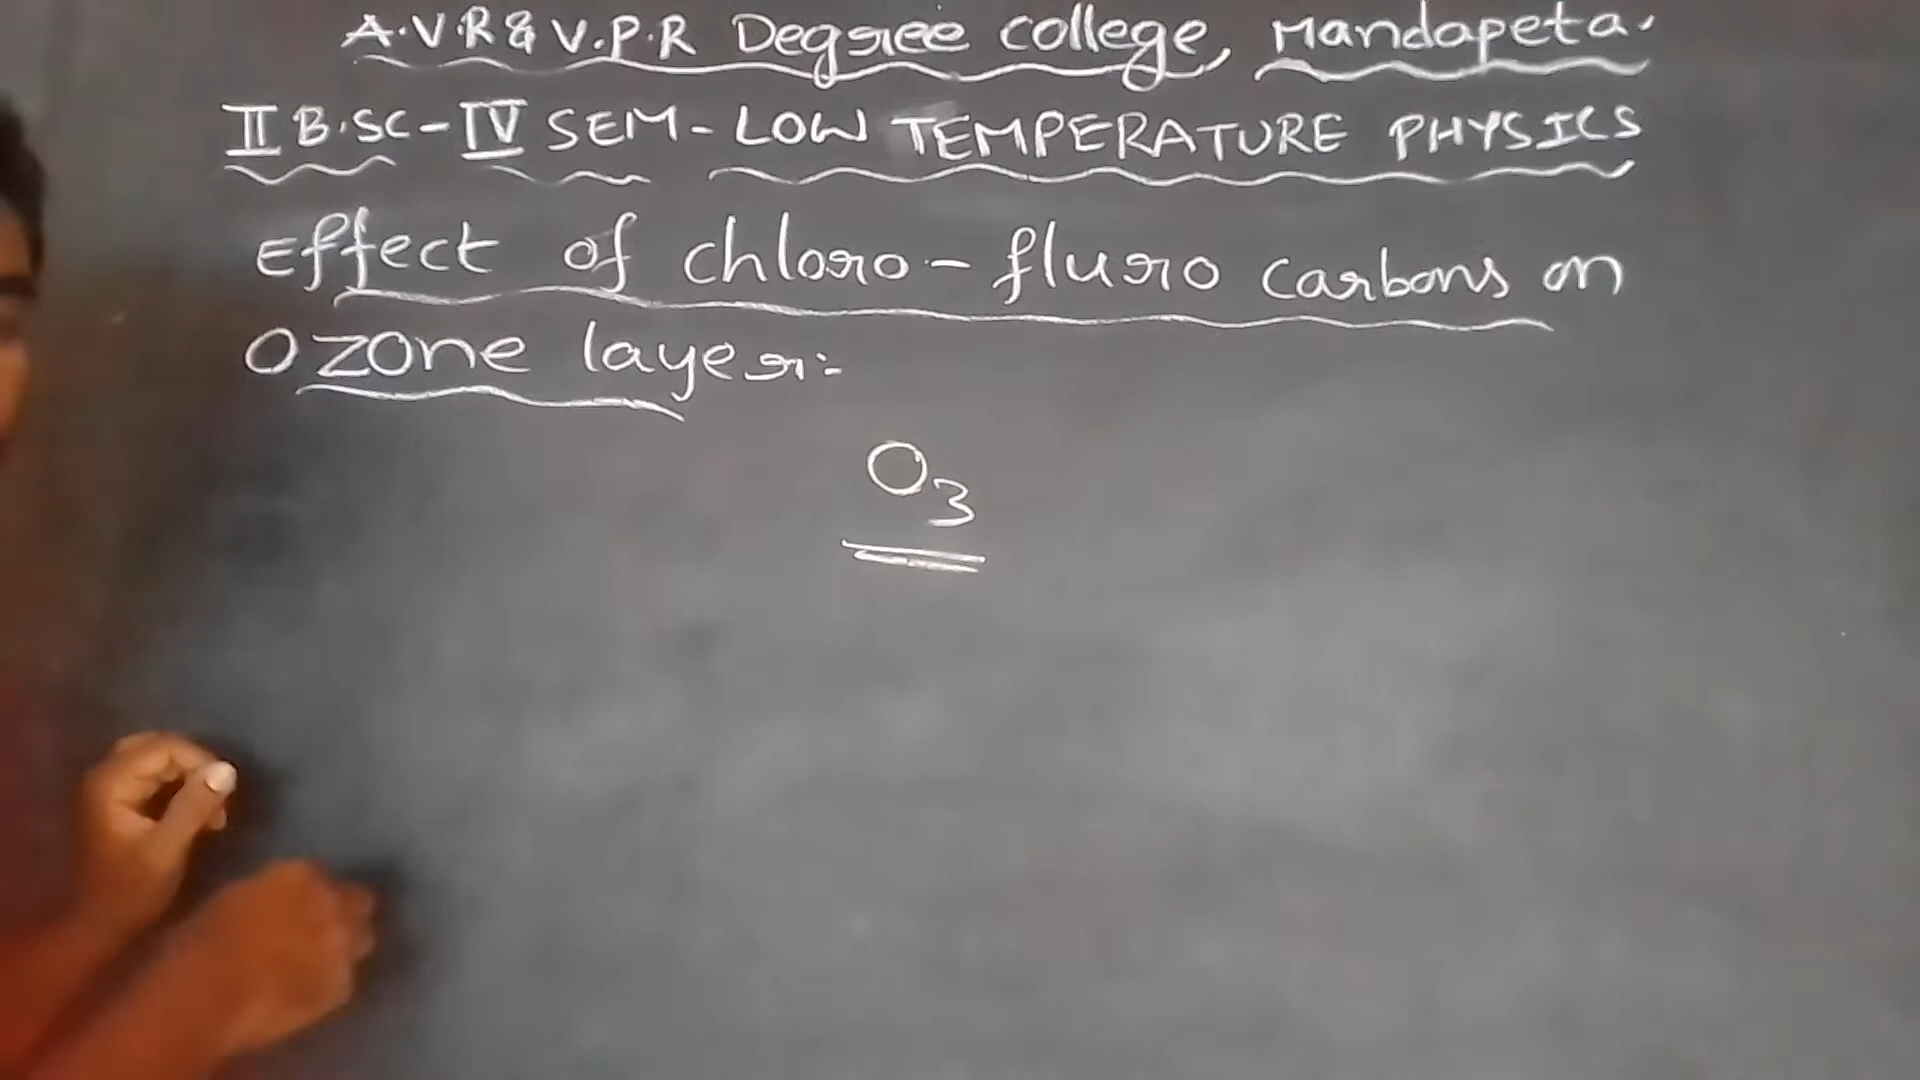 A.V.R & V.P.R Degree college, Mandapeta.
II B.SC - IV SEM - LOW TEMPERATURE PHYSICS
Effect of chloro - fluro carbons on
Ozone layer:-
O₃